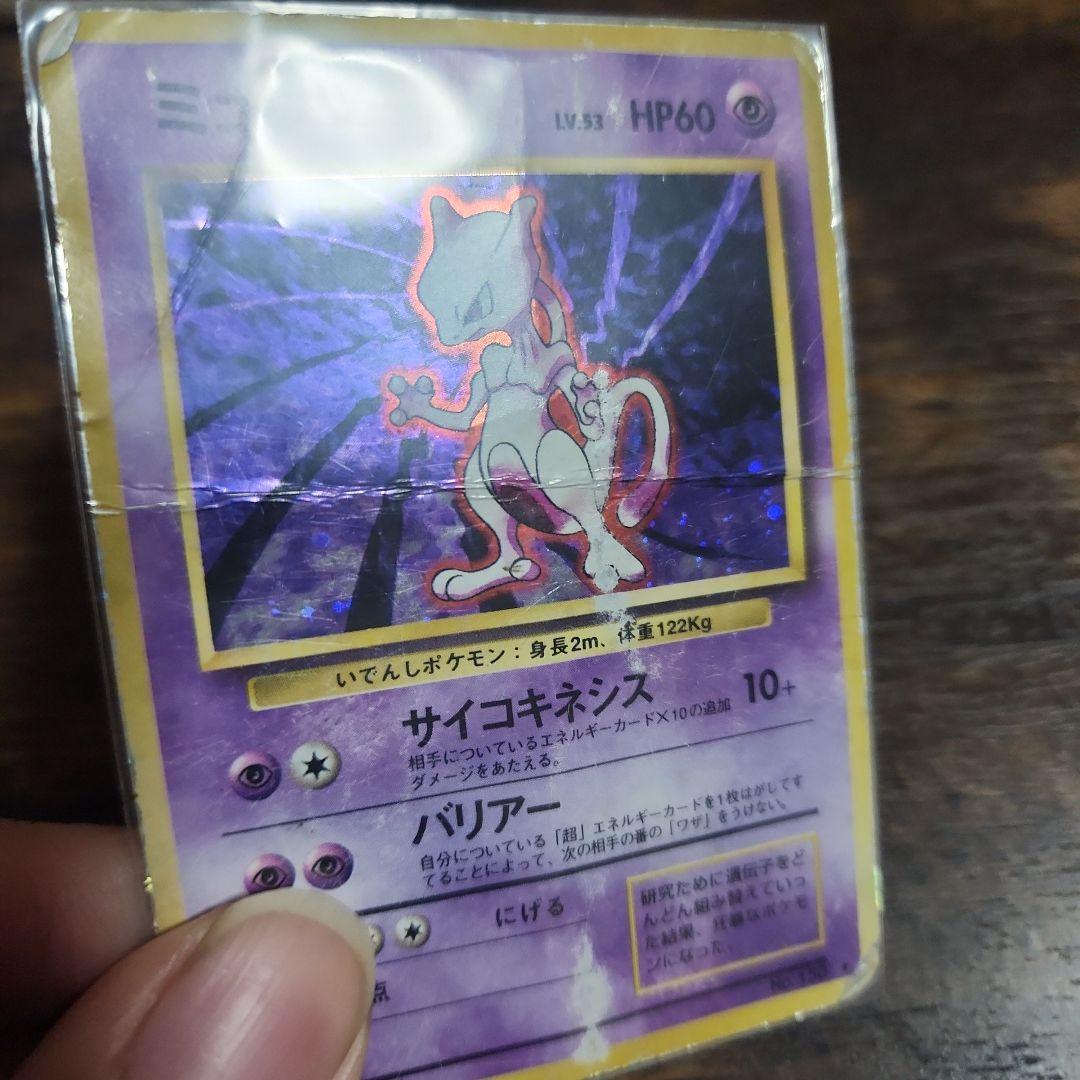 ミュ
LV.53 HP60
いでんしポケモン：身長2m、体重122Kg
サイコキネシス 10+
相手についているエネルギーカード×10の追加
ダメージをあたえる。
バリアー
自分についている「超」エネルギーカードを1枚はがしてす
てることによって、次の相手の番の「ワザ」をうけない。
にげる
研究ために遺伝子をど
んどん組み替えていっ
た結果、狂暴なポケモ
ンになった。
点
No. 150 ★